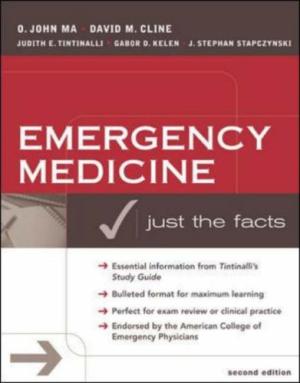 O. JOHN MA · DAVID M. CLINE
JUDITH E. TINTINALLI · GABOR D. KELEN · J. STEPHAN STAPCZYNSKI
EMERGENCY
MEDICINE
just the facts
→ Essential information from Tintinalli's
Study Guide
→ Bulleted format for maximum learning
→ Perfect for exam review or clinical practice
→ Endorsed by the American College of
Emergency Physicians
second edition